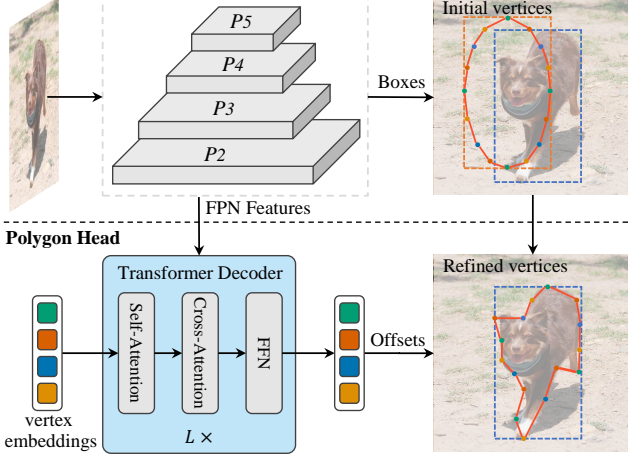 P5
P4
P3
P2
Boxes
Initial vertices
FPN Features
Polygon Head
Transformer Decoder
Self-Attention
Cross-Attention
FFN
L ×
vertex
embeddings
Offsets
Refined vertices